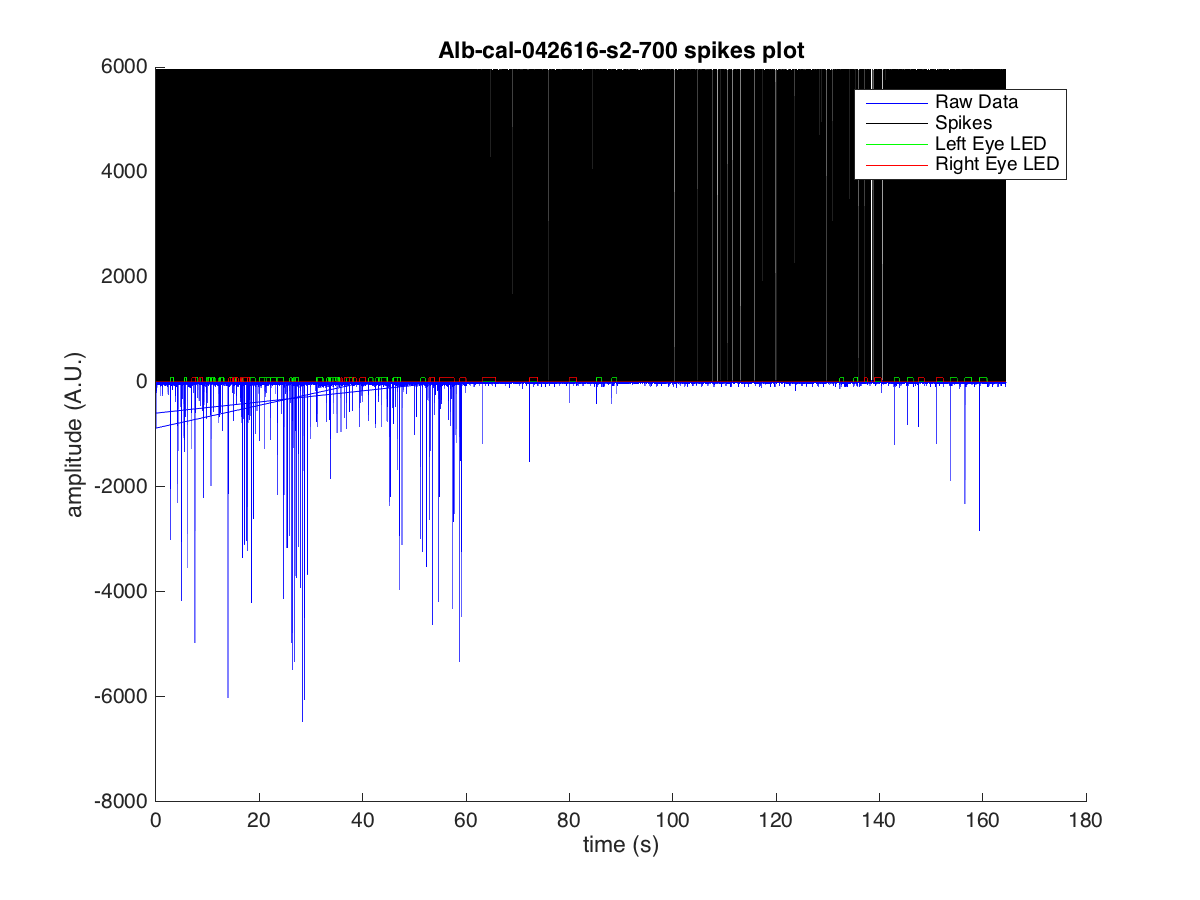 Alb-cal-042616-s2-700 spikes plot
6000
4000
2000
0
-2000
-4000
-6000
-8000
amplitude (A.U.)
Raw Data
Spikes
Left Eye LED
Right Eye LED
0 20 40 60 80 100 120 140 160 180
time (s)